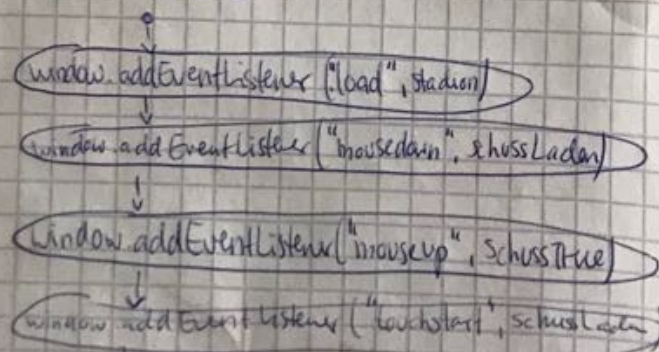 window.addEventListener("load", Stadion)
window.addEventListener("mousedown", schussLaden)
window.addEventListener("mouseup", SchussTrue)
window.addEventListener("touchstart", schussLaden